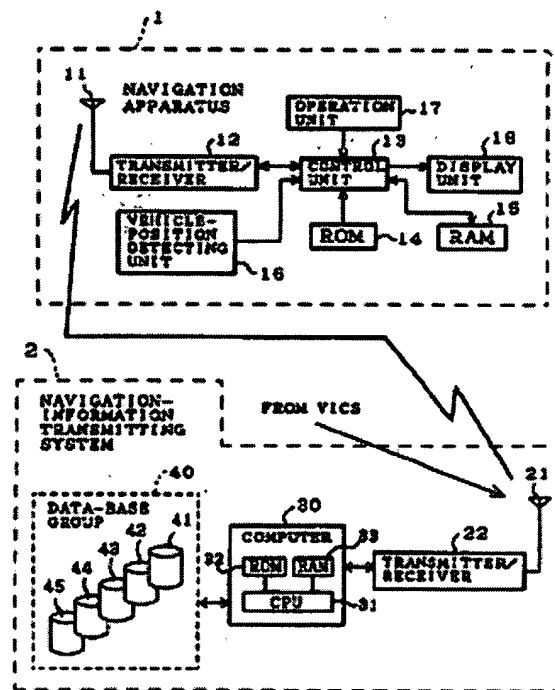 1
11
NAVIGATION
APPARATUS
OPERATION
UNIT
17
12
13
18
TRANSMITTER/
RECEIVER
CONTROL
UNIT
DISPLAY
UNIT
VEHICLE-
POSITION
DETECTING
UNIT
16
ROM
14
15
RAM
2
NAVIGATION-
INFORMATION
TRANSMITTING
SYSTEM
FROM VICS
40
30
21
DATA-BASE
GROUP
41
42
43
44
45
COMPUTER
33
22
32
ROM
RAM
TRANSMITTER/
RECEIVER
CPU
31